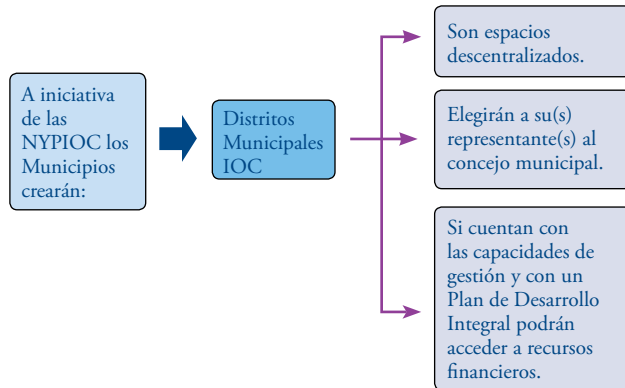 A iniciativa
de las
NYPIOC los
Municipios
crearán:
Distritos
Municipales
IOC
Son espacios
descentralizados.
Elegirán a su(s)
representante(s) al
concejo municipal.
Si cuentan con
las capacidades de
gestión y con un
Plan de Desarrollo
Integral podrán
acceder a recursos
financieros.